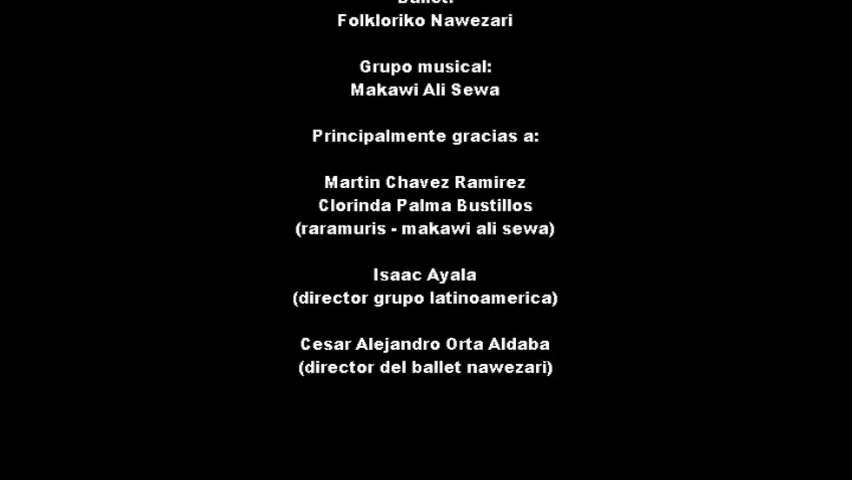 Ballet:
Folkloriko Nawezari
Grupo musical:
Makawi Ali Sewa
Principalmente gracias a:
Martin Chavez Ramirez
Clorinda Palma Bustillos
(raramuris - makawi ali sewa)
Isaac Ayala
(director grupo latinoamerica)
Cesar Alejandro Orta Aldaba
(director del ballet nawezari)